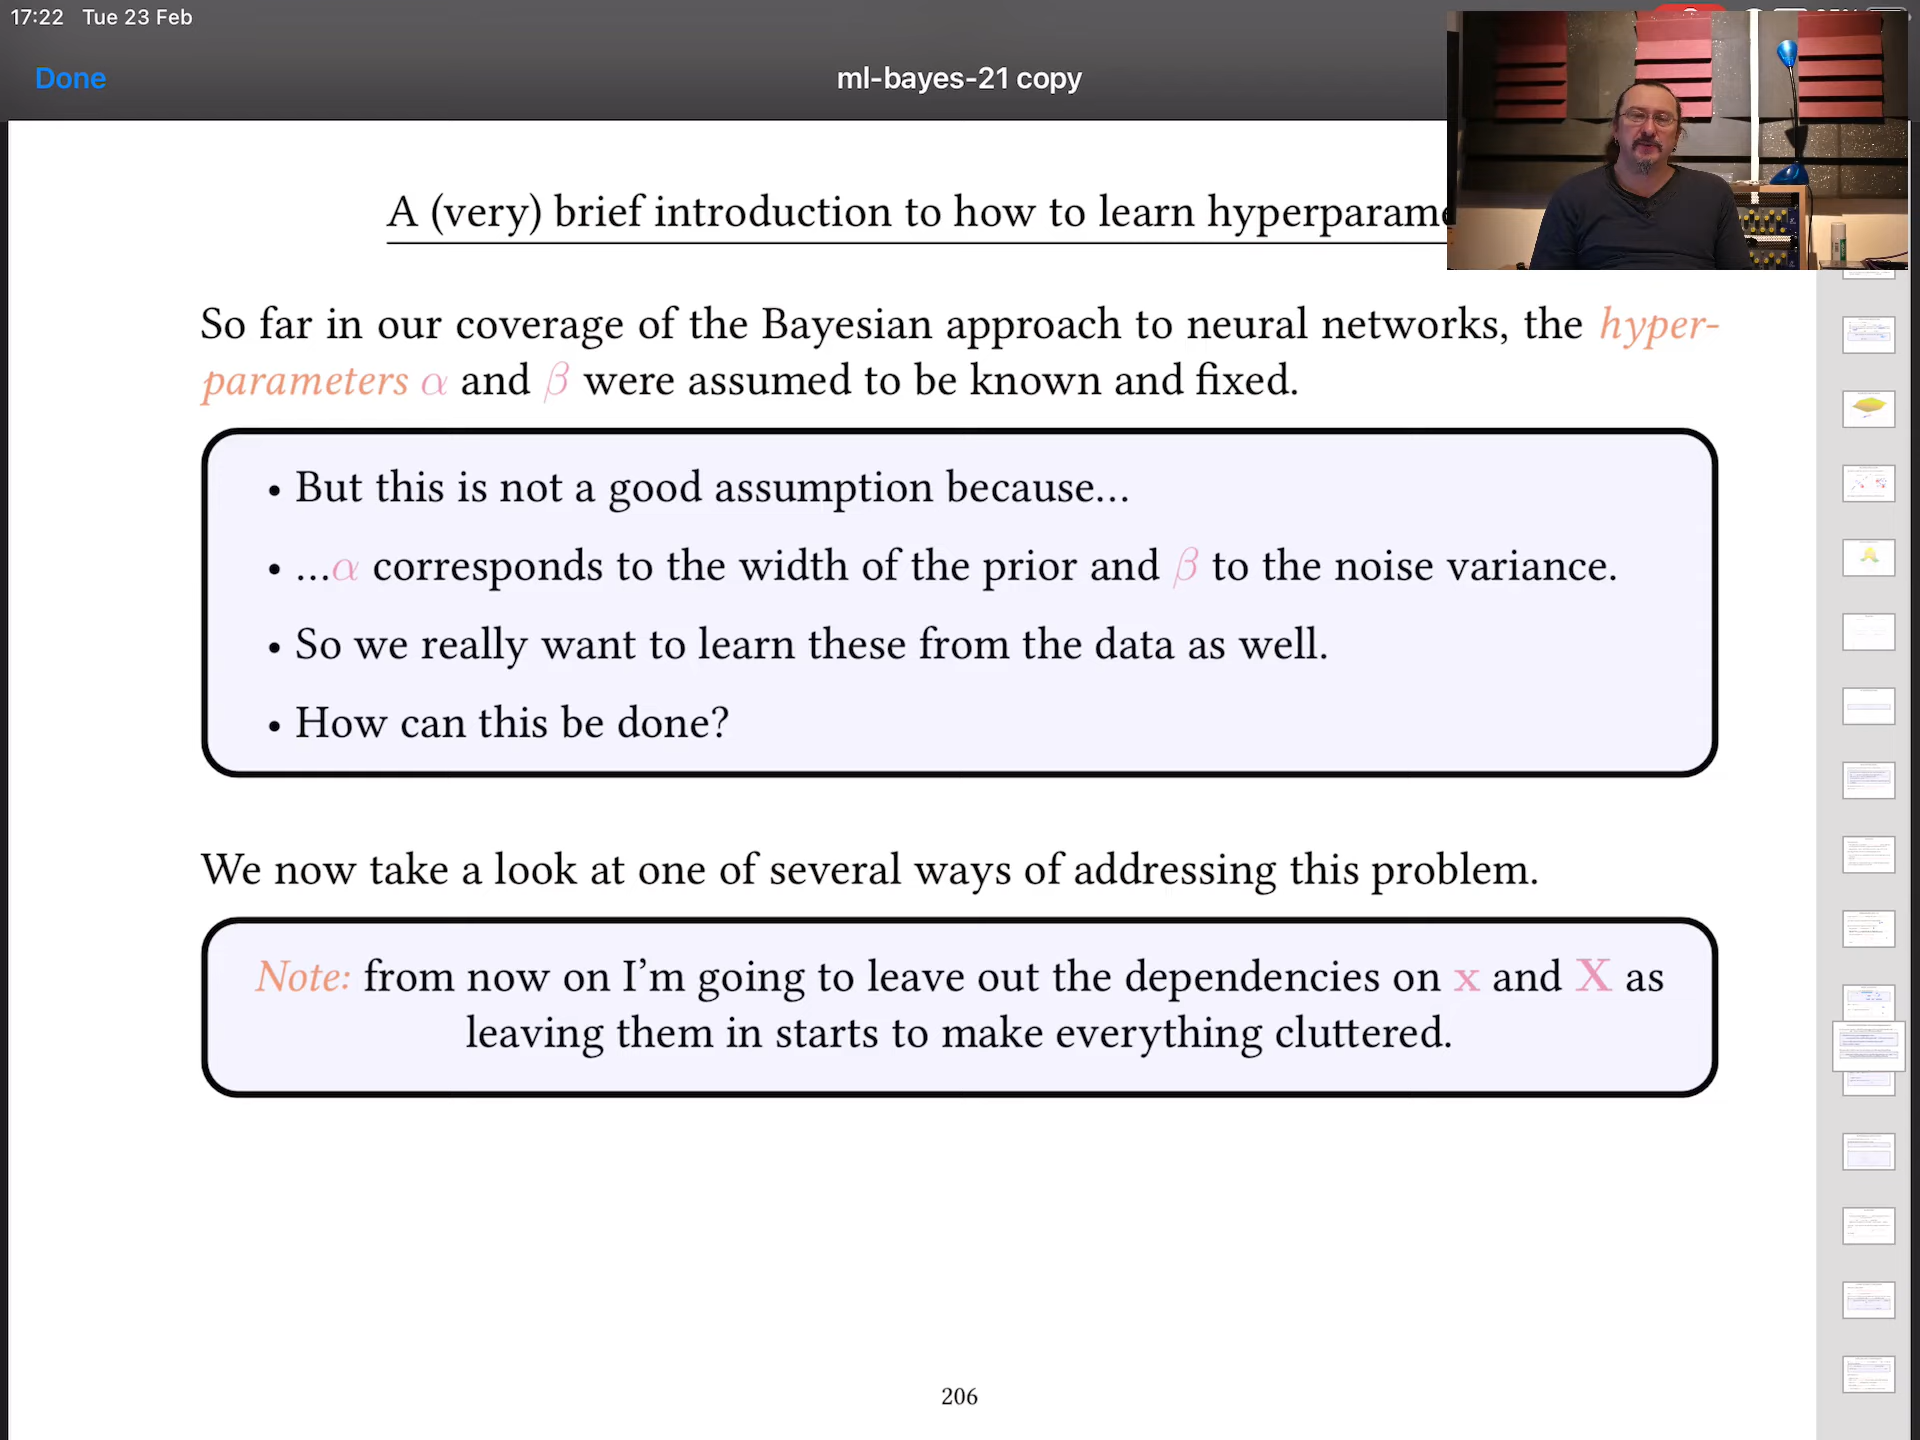 17:22 Tue 23 Feb
Done
ml-bayes-21 copy
A (very) brief introduction to how to learn hyperparame
So far in our coverage of the Bayesian approach to neural networks, the hyper-
parameters α and β were assumed to be known and fixed.
• But this is not a good assumption because...
• ...α corresponds to the width of the prior and β to the noise variance.
• So we really want to learn these from the data as well.
• How can this be done?
We now take a look at one of several ways of addressing this problem.
Note: from now on I'm going to leave out the dependencies on x and X as
leaving them in starts to make everything cluttered.
206